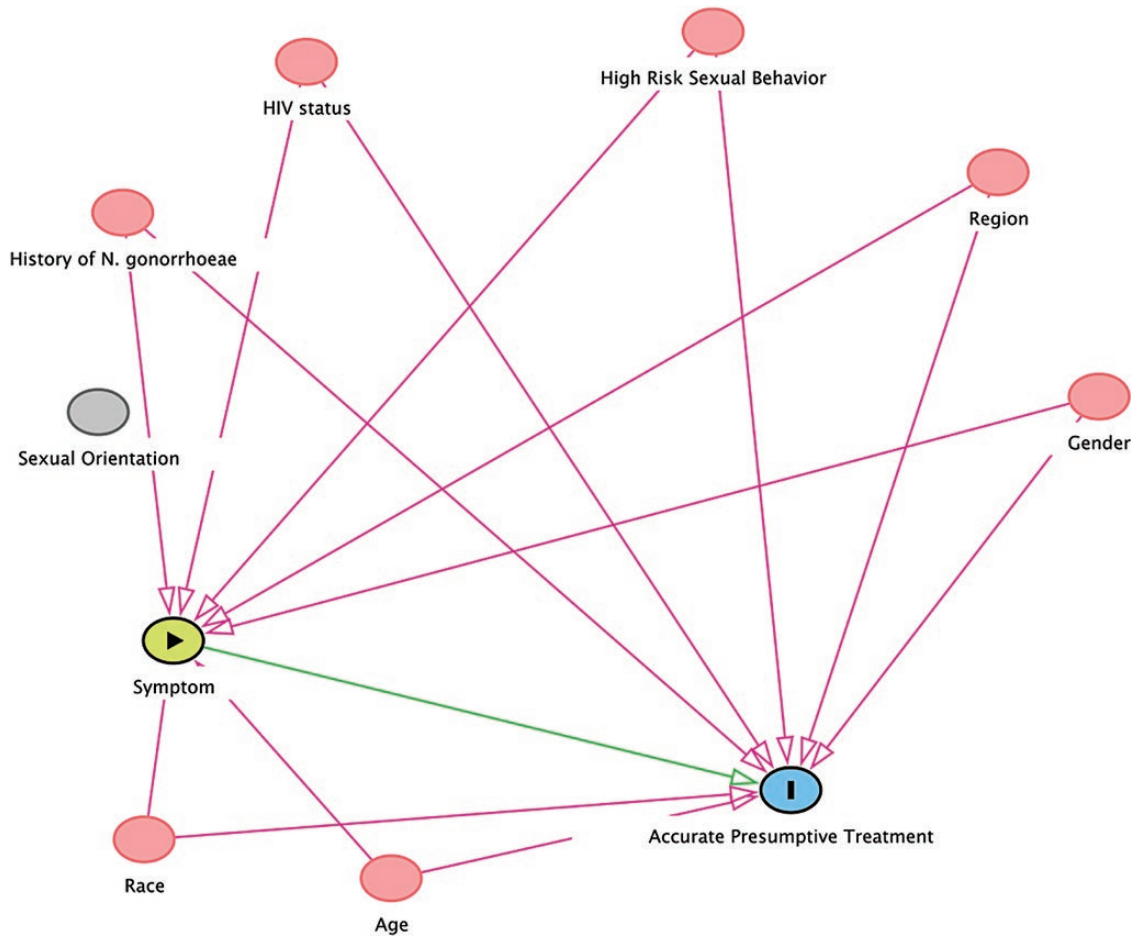 High Risk Sexual Behavior
HIV status
Region
History of N. gonorrhoeae
Gender
Sexual Orientation
Symptom
Accurate Presumptive Treatment
Race
Age